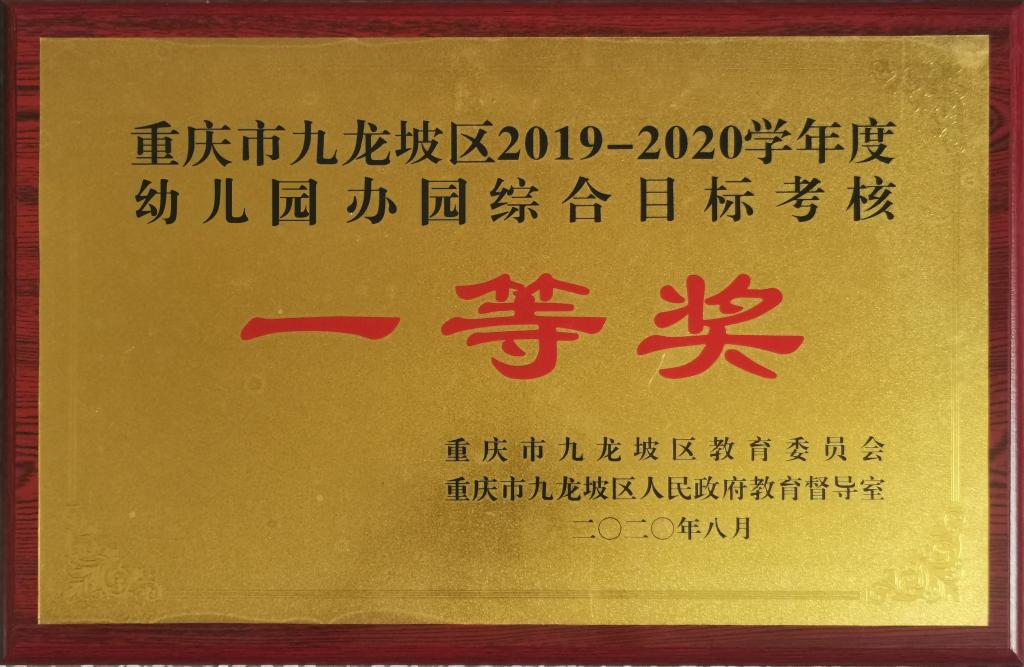 重庆市九龙坡区2019-2020学年度
幼儿园办园综合目标考核
一等奖
重庆市九龙坡区教育委员会
重庆市九龙坡区人民政府教育督导室
二〇二〇年八月